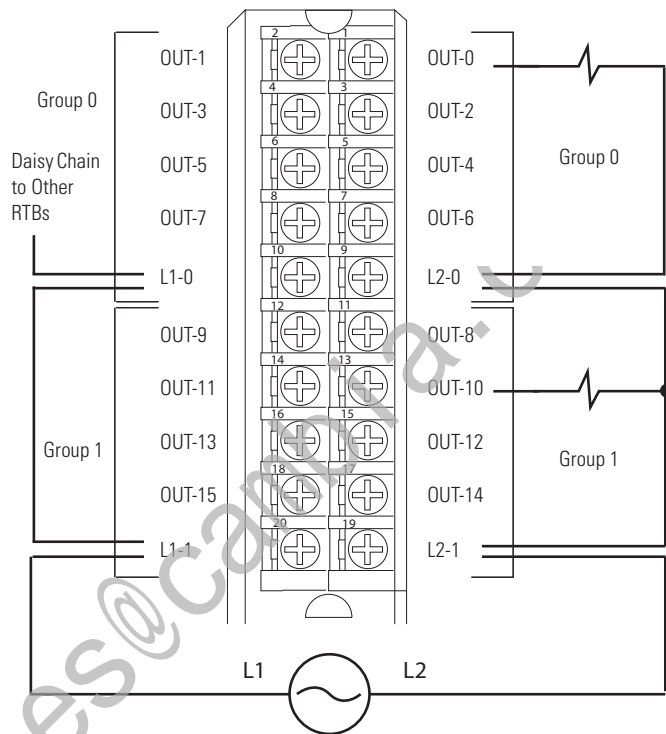 2 1
OUT-1 OUT-0
4 3
Group 0
OUT-3 OUT-2
6 5
Daisy Chain
to Other
RTBs
OUT-5 OUT-4
Group 0
8 7
OUT-7 OUT-6
10 9
L1-0 L2-0
12 11
OUT-9 OUT-8
14 13
OUT-11 OUT-10
16 15
Group 1
OUT-13 OUT-12
Group 1
18 17
OUT-15 OUT-14
20 19
L1-1 L2-1
L1 L2
es@cambia.c